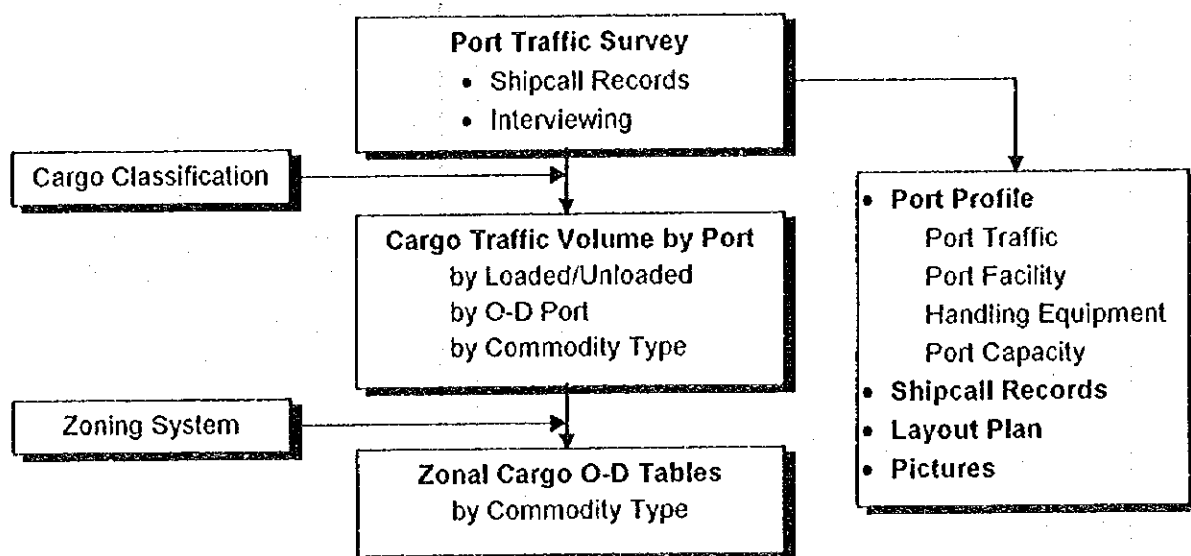 Port Traffic Survey
• Shipcall Records
• Interviewing
Cargo Classification
Cargo Traffic Volume by Port
by Loaded/Unloaded
by O-D Port
by Commodity Type
Zoning System
Zonal Cargo O-D Tables
by Commodity Type
• Port Profile
Port Traffic
Port Facility
Handling Equipment
Port Capacity
• Shipcall Records
• Layout Plan
• Pictures